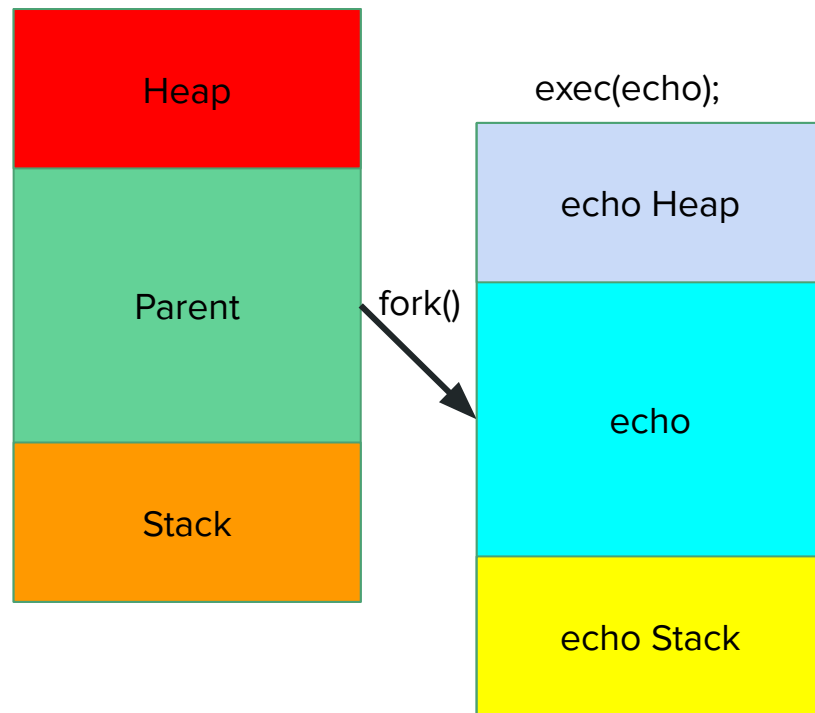 Heap
Parent
Stack
fork()
exec(echo);
echo Heap
echo
echo Stack